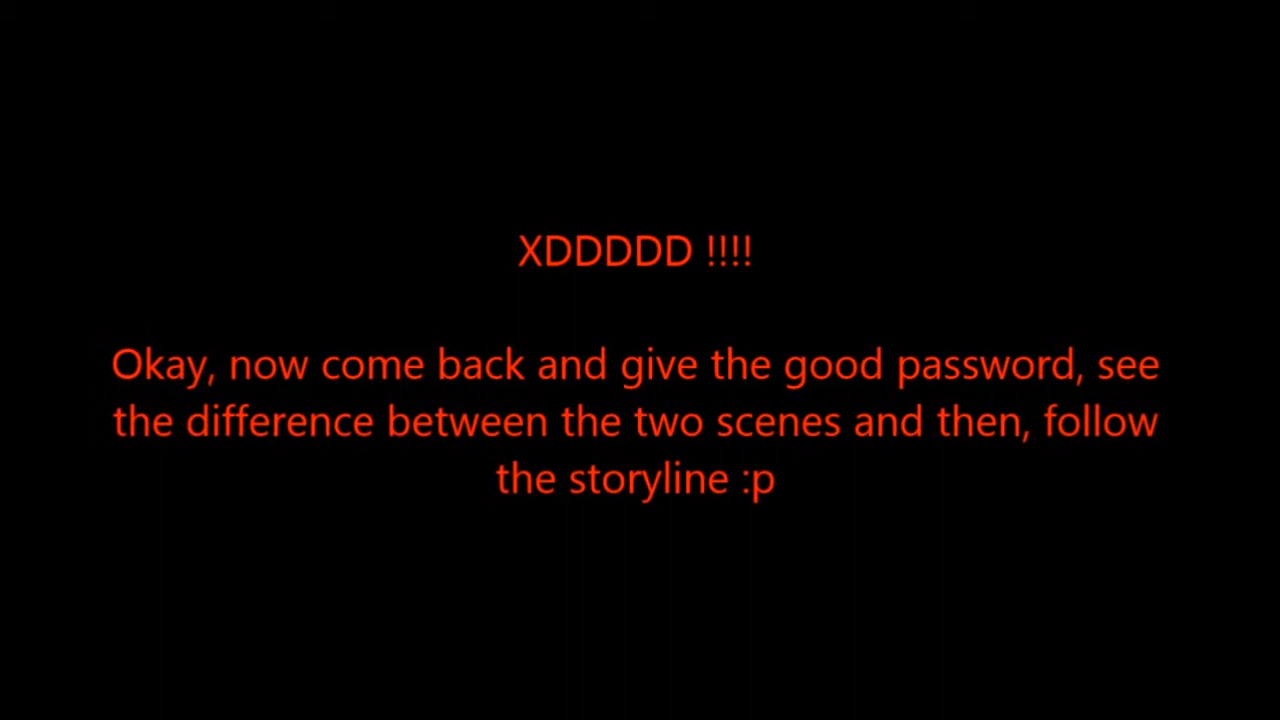 XDDDDD !!!!
Okay, now come back and give the good password, see
the difference between the two scenes and then, follow
the storyline :p